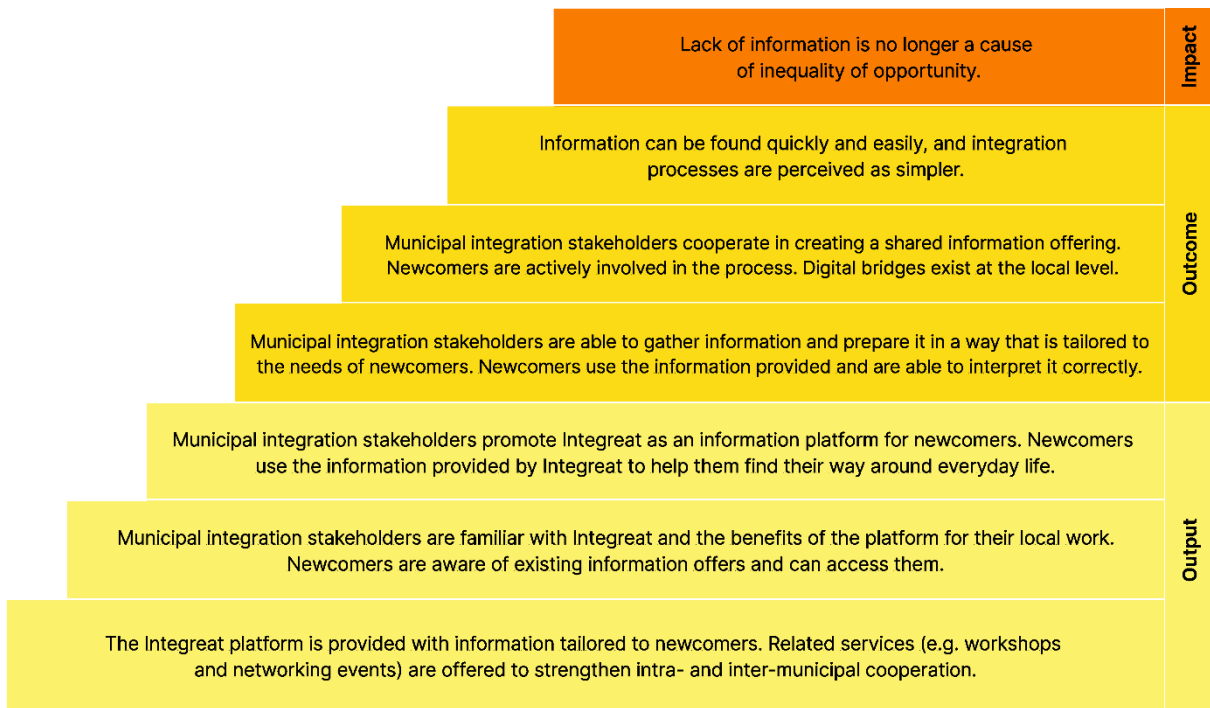 Lack of information is no longer a cause
of inequality of opportunity.
Impact
Information can be found quickly and easily, and integration
processes are perceived as simpler.
Municipal integration stakeholders cooperate in creating a shared information offering.
Newcomers are actively involved in the process. Digital bridges exist at the local level.
Municipal integration stakeholders are able to gather information and prepare it in a way that is tailored to
the needs of newcomers. Newcomers use the information provided and are able to interpret it correctly.
Outcome
Municipal integration stakeholders promote Integreat as an information platform for newcomers. Newcomers
use the information provided by Integreat to help them find their way around everyday life.
Municipal integration stakeholders are familiar with Integreat and the benefits of the platform for their local work.
Newcomers are aware of existing information offers and can access them.
The Integreat platform is provided with information tailored to newcomers. Related services (e.g. workshops
and networking events) are offered to strengthen intra- and inter-municipal cooperation.
Output